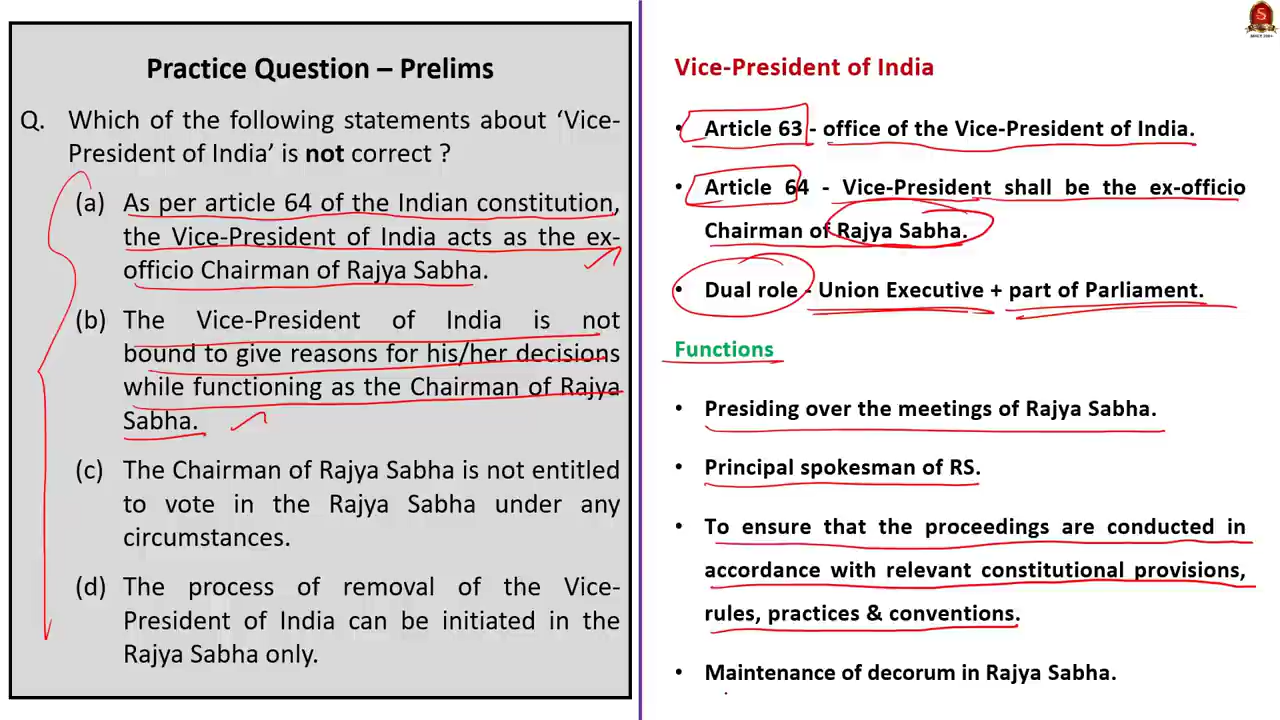 Practice Question – Prelims
Q. Which of the following statements about ‘Vice-
President of India’ is not correct ?
(a) As per article 64 of the Indian constitution,
the Vice-President of India acts as the ex-
officio Chairman of Rajya Sabha.
(b) The Vice-President of India is not
bound to give reasons for his/her decisions
while functioning as the Chairman of Rajya
Sabha.
(c) The Chairman of Rajya Sabha is not entitled
to vote in the Rajya Sabha under any
circumstances.
(d) The process of removal of the Vice-
President of India can be initiated in the
Rajya Sabha only.
Vice-President of India
• Article 63 - office of the Vice-President of India.
• Article 64 - Vice-President shall be the ex-officio
Chairman of Rajya Sabha.
• Dual role - Union Executive + part of Parliament.
Functions
• Presiding over the meetings of Rajya Sabha.
• Principal spokesman of RS.
• To ensure that the proceedings are conducted in
accordance with relevant constitutional provisions,
rules, practices & conventions.
• Maintenance of decorum in Rajya Sabha.